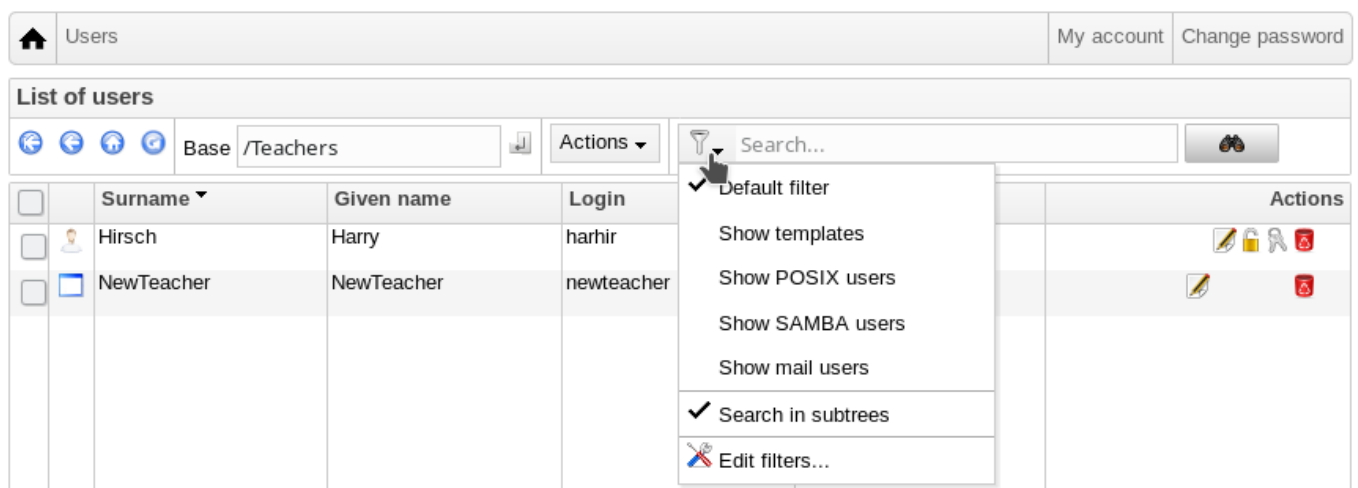 Users My account Change password
List of users
Base /Teachers Actions Search...
Surname Given name Login Actions
Hirsch Harry harhir
NewTeacher NewTeacher newteacher
Default filter
Show templates
Show POSIX users
Show SAMBA users
Show mail users
Search in subtrees
Edit filters...